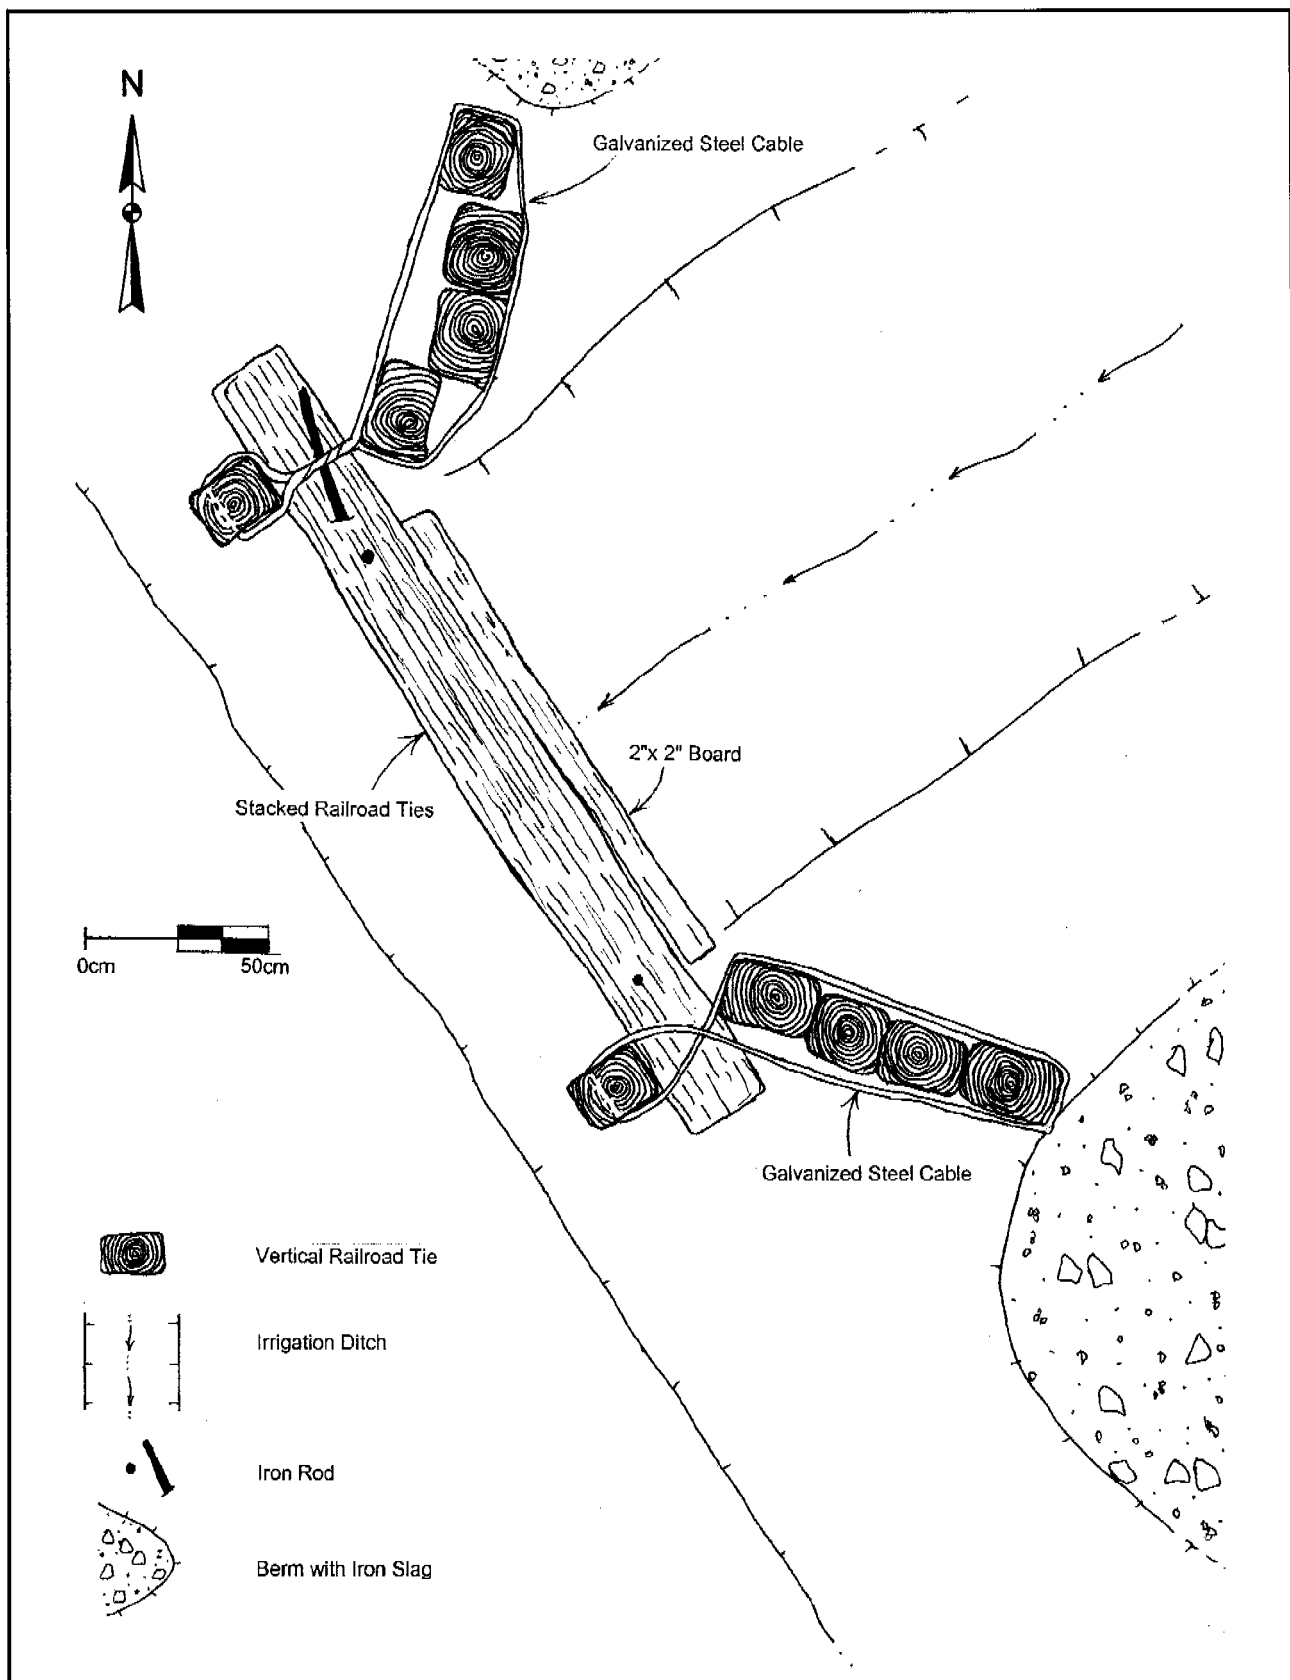 N
Galvanized Steel Cable
2"x 2" Board
Stacked Railroad Ties
0cm 50cm
Galvanized Steel Cable
Vertical Railroad Tie
Irrigation Ditch
Iron Rod
Berm with Iron Slag